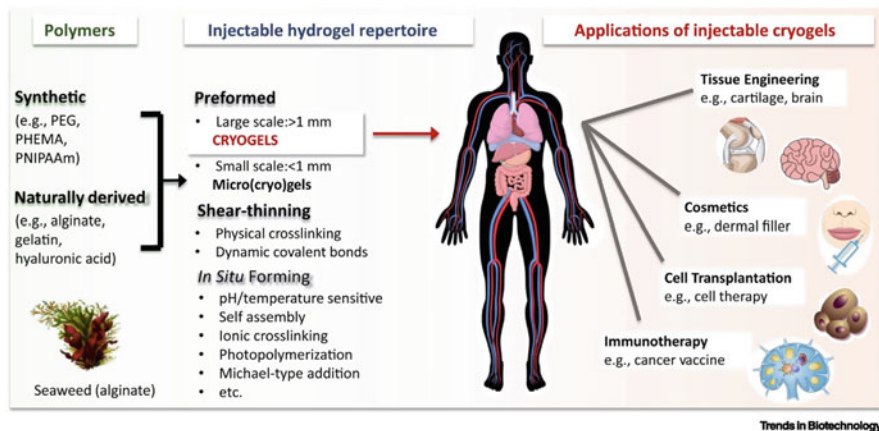 Polymers
Synthetic
(e.g., PEG,
PHEMA,
PNIPAAm)
Naturally derived
(e.g., alginate,
gelatin,
hyaluronic acid)
Seaweed (alginate)
Injectable hydrogel repertoire
Preformed
• Large scale:>1 mm
CRYOGELS
• Small scale:<1 mm
Micro(cryo)gels
Shear-thinning
• Physical crosslinking
• Dynamic covalent bonds
In Situ Forming
• pH/temperature sensitive
• Self assembly
• Ionic crosslinking
• Photopolymerization
• Michael-type addition
• etc.
Applications of injectable cryogels
Tissue Engineering
e.g., cartilage, brain
Cosmetics
e.g., dermal filler
Cell Transplantation
e.g., cell therapy
Immunotherapy
e.g., cancer vaccine
Trends in Biotechnology